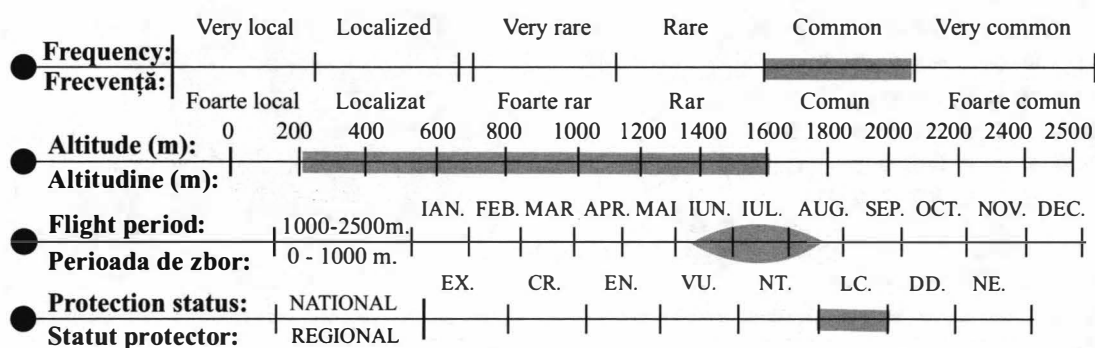 Very local Localized Very rare Rare Common Very common
Frequency:
Frecvență:
Foarte local Localizat Foarte rar Rar Comun Foarte comun
0 200 400 600 800 1000 1200 1400 1600 1800 2000 2200 2400 2500
Altitude (m):
Altitudine (m):
IAN. FEB. MAR APR. MAI IUN. IUL. AUG. SEP. OCT. NOV. DEC.
Flight period: 1000-2500m.
Perioada de zbor: 0 - 1000 m.
EX. CR. EN. VU. NT. LC. DD. NE.
Protection status: NATIONAL
Statut protector: REGIONAL